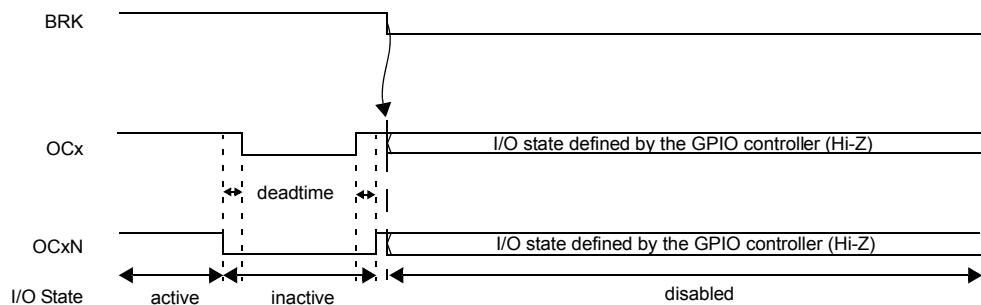 BRK
OCx
I/O state defined by the GPIO controller (Hi-Z)
deadtime
OCxN
I/O state defined by the GPIO controller (Hi-Z)
I/O State
active
inactive
disabled